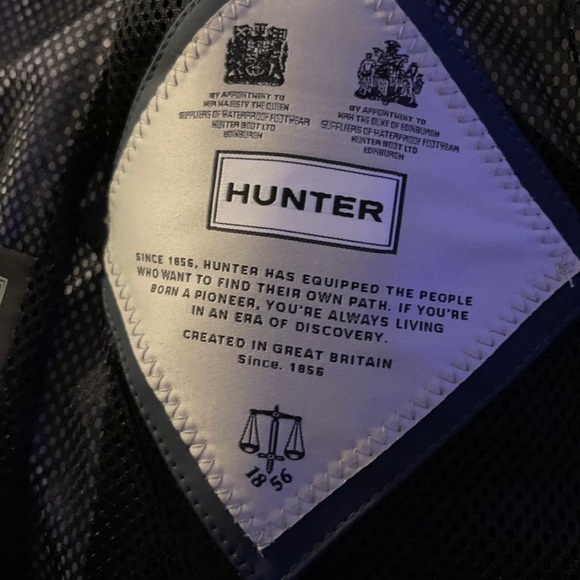 BY APPOINTMENT TO
HER MAJESTY THE QUEEN
SUPPLIERS OF WATERPROOF FOOTWEAR
HUNTER BOOT LTD
EDINBURGH
BY APPOINTMENT TO
HRH THE DUKE OF EDINBURGH
SUPPLIERS OF WATERPROOF FOOTWEAR
HUNTER BOOT LTD
EDINBURGH
HUNTER
SINCE 1856, HUNTER HAS EQUIPPED THE PEOPLE
WHO WANT TO FIND THEIR OWN PATH. IF YOU'RE
BORN A PIONEER, YOU'RE ALWAYS LIVING
IN AN ERA OF DISCOVERY.
CREATED IN GREAT BRITAIN
Since. 1856
1856